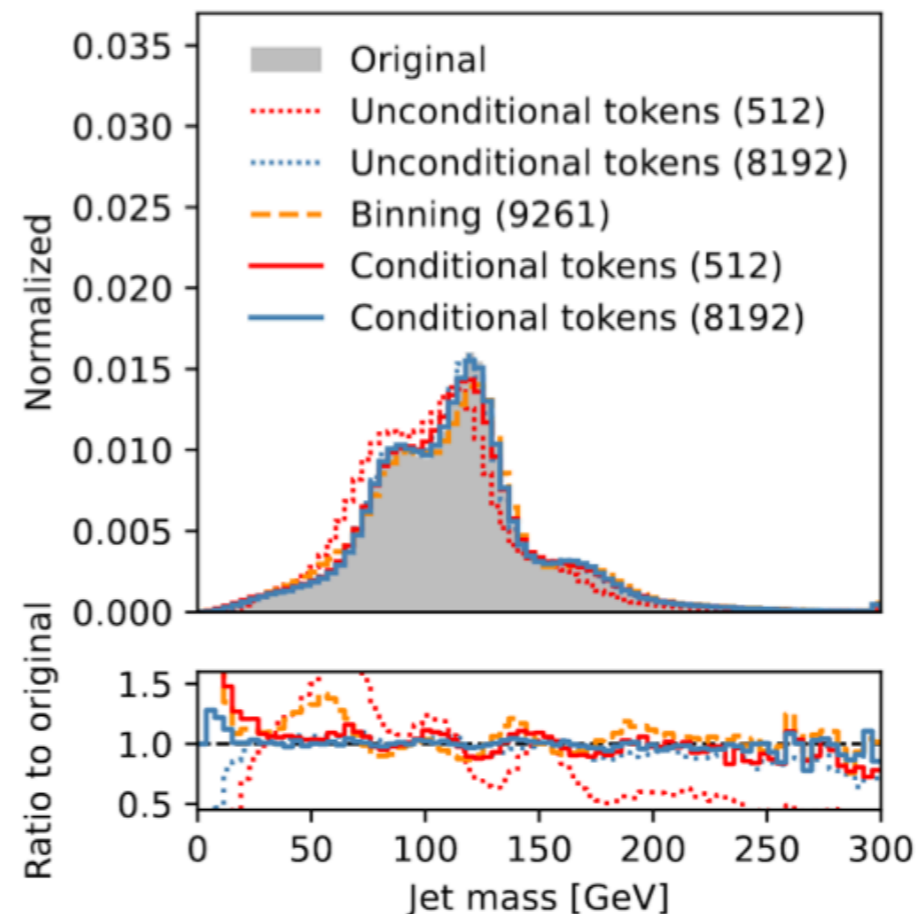 Normalized
0.035
0.030
0.025
0.020
0.015
0.010
0.005
0.000
Original
Unconditional tokens (512)
Unconditional tokens (8192)
Binning (9261)
Conditional tokens (512)
Conditional tokens (8192)
Ratio to original
1.5
1.0
0.5
0 50 100 150 200 250 300
Jet mass [GeV]